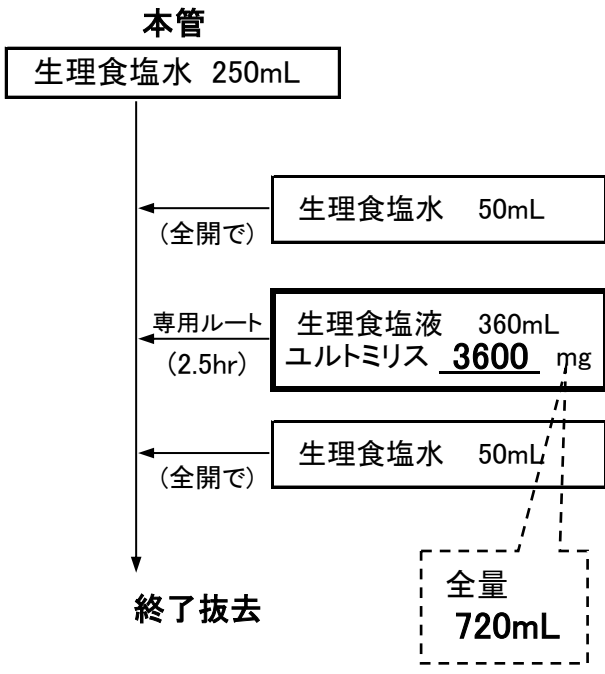 本管
生理食塩水 250mL
生理食塩水 50mL
(全開で)
専用ルート
(2.5hr)
生理食塩液 360mL
ユルトミリス 3600 mg
生理食塩水 50mL
(全開で)
終了抜去
全量
720mL